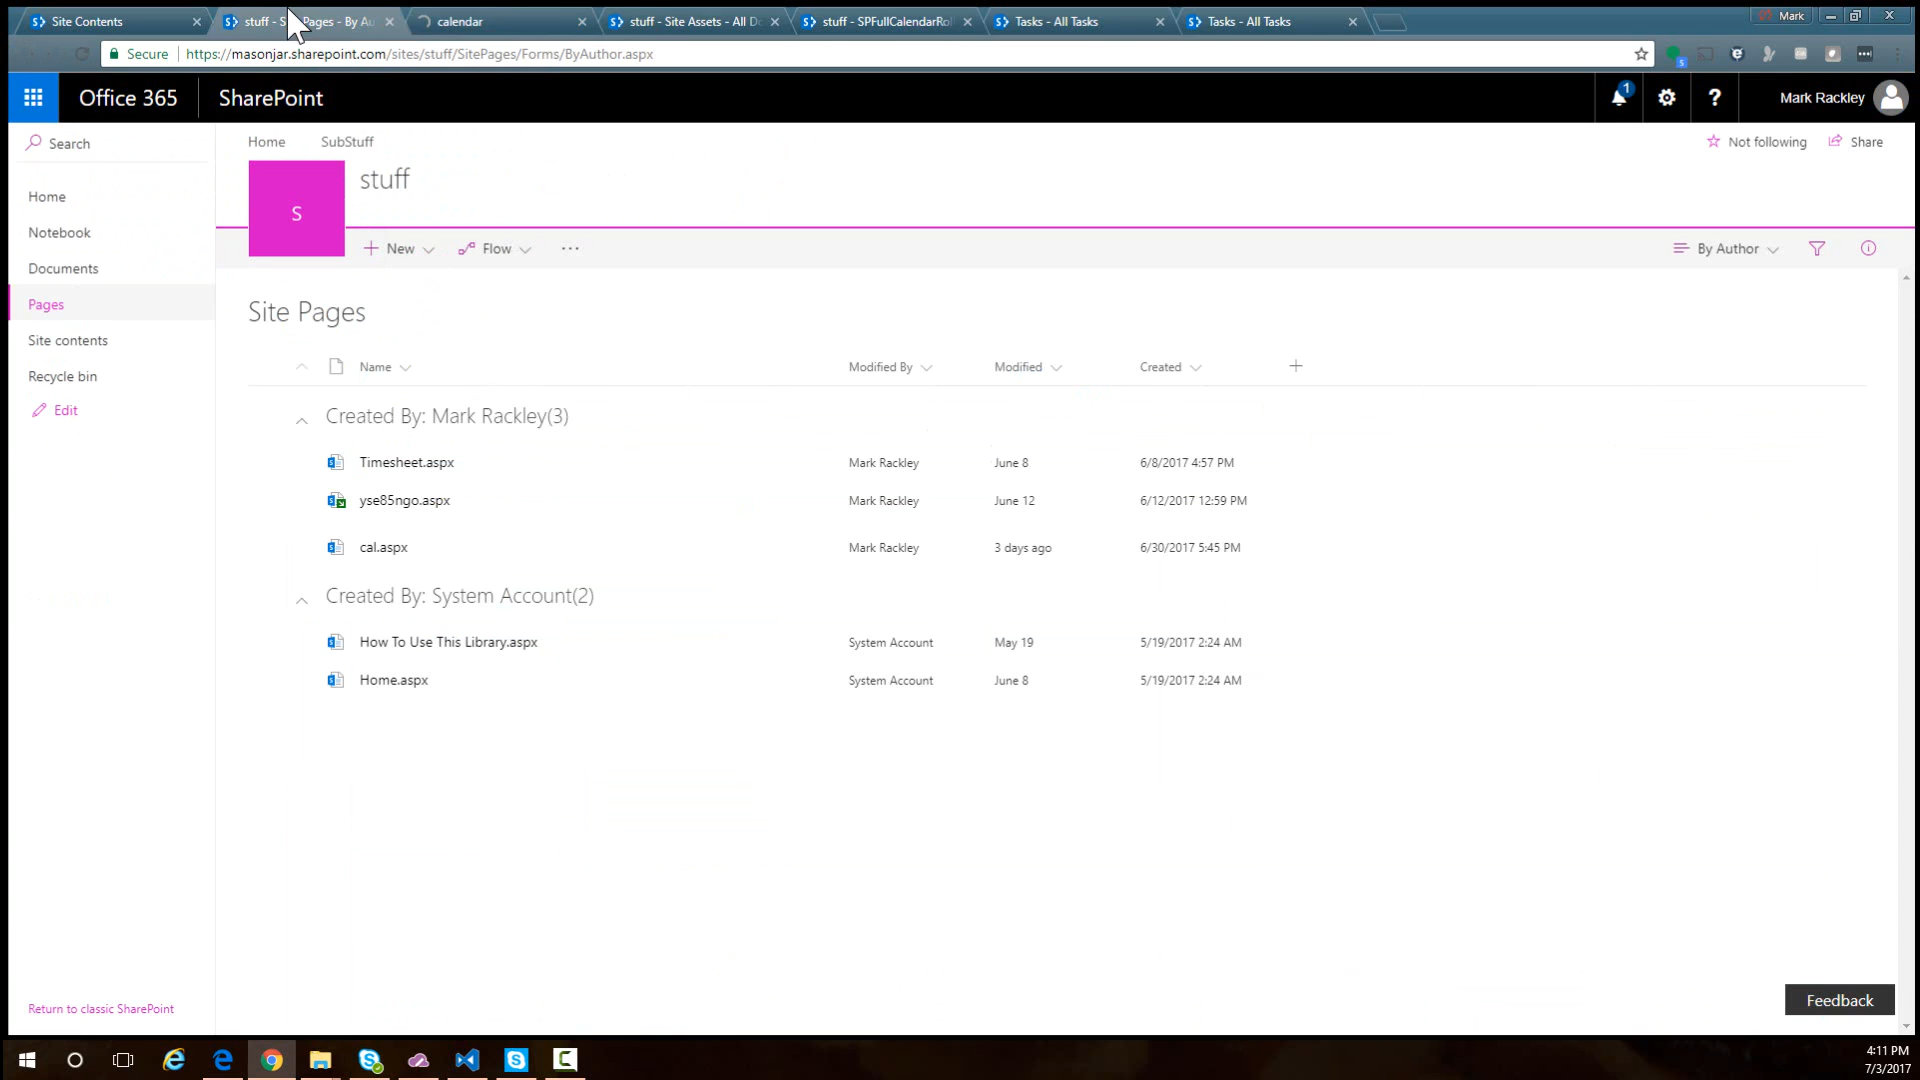 Site Contents
stuff - S Pages - By Au
calendar
stuff - Site Assets - All Do
stuff - SPFullCalendarRol
Tasks - All Tasks
Tasks - All Tasks
Mark
Secure
https://masonjar.sharepoint.com/sites/stuff/SitePages/Forms/ByAuthor.aspx
Office 365
SharePoint
1
?
Mark Rackley
Search
Home
SubStuff
Not following
Share
S
stuff
Home
Notebook
Documents
Pages
Site contents
Recycle bin
Edit
New
Flow
...
By Author
Site Pages
Name
Modified By
Modified
Created
Created By: Mark Rackley(3)
Timesheet.aspx Mark Rackley June 8 6/8/2017 4:57 PM
yse85ngo.aspx Mark Rackley June 12 6/12/2017 12:59 PM
cal.aspx Mark Rackley 3 days ago 6/30/2017 5:45 PM
Created By: System Account(2)
How To Use This Library.aspx System Account May 19 5/19/2017 2:24 AM
Home.aspx System Account June 8 5/19/2017 2:24 AM
Return to classic SharePoint
Feedback
4:11 PM
7/3/2017